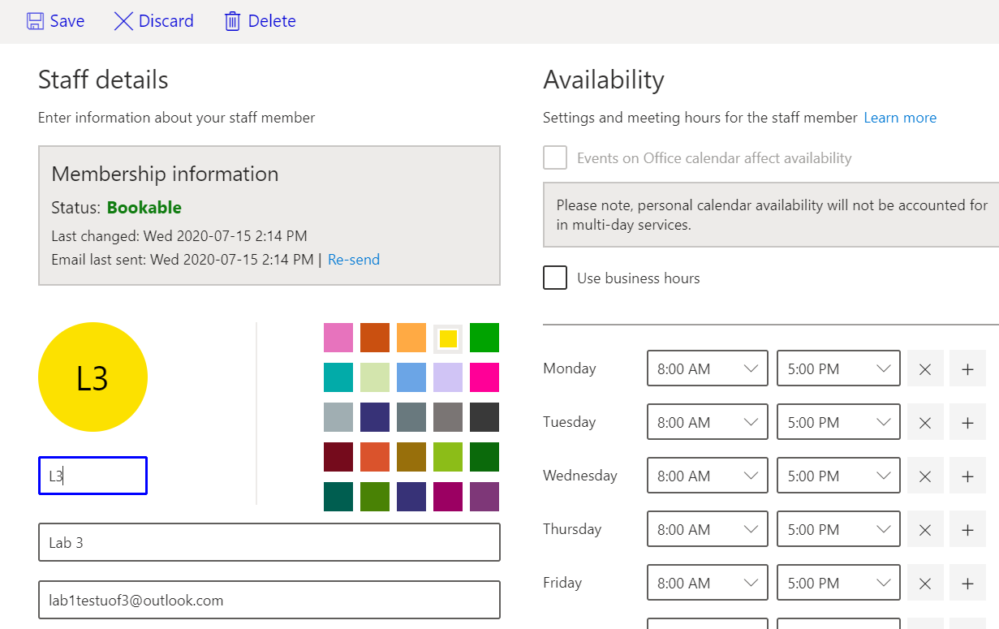 Save Discard Delete
Staff details
Enter information about your staff member
Membership information
Status: Bookable
Last changed: Wed 2020-07-15 2:14 PM
Email last sent: Wed 2020-07-15 2:14 PM | Re-send
L3
L3
Lab 3
lab1testuof3@outlook.com
Availability
Settings and meeting hours for the staff member Learn more
Events on Office calendar affect availability
Please note, personal calendar availability will not be accounted for
in multi-day services.
Use business hours
Monday 8:00 AM 5:00 PM
Tuesday 8:00 AM 5:00 PM
Wednesday 8:00 AM 5:00 PM
Thursday 8:00 AM 5:00 PM
Friday 8:00 AM 5:00 PM